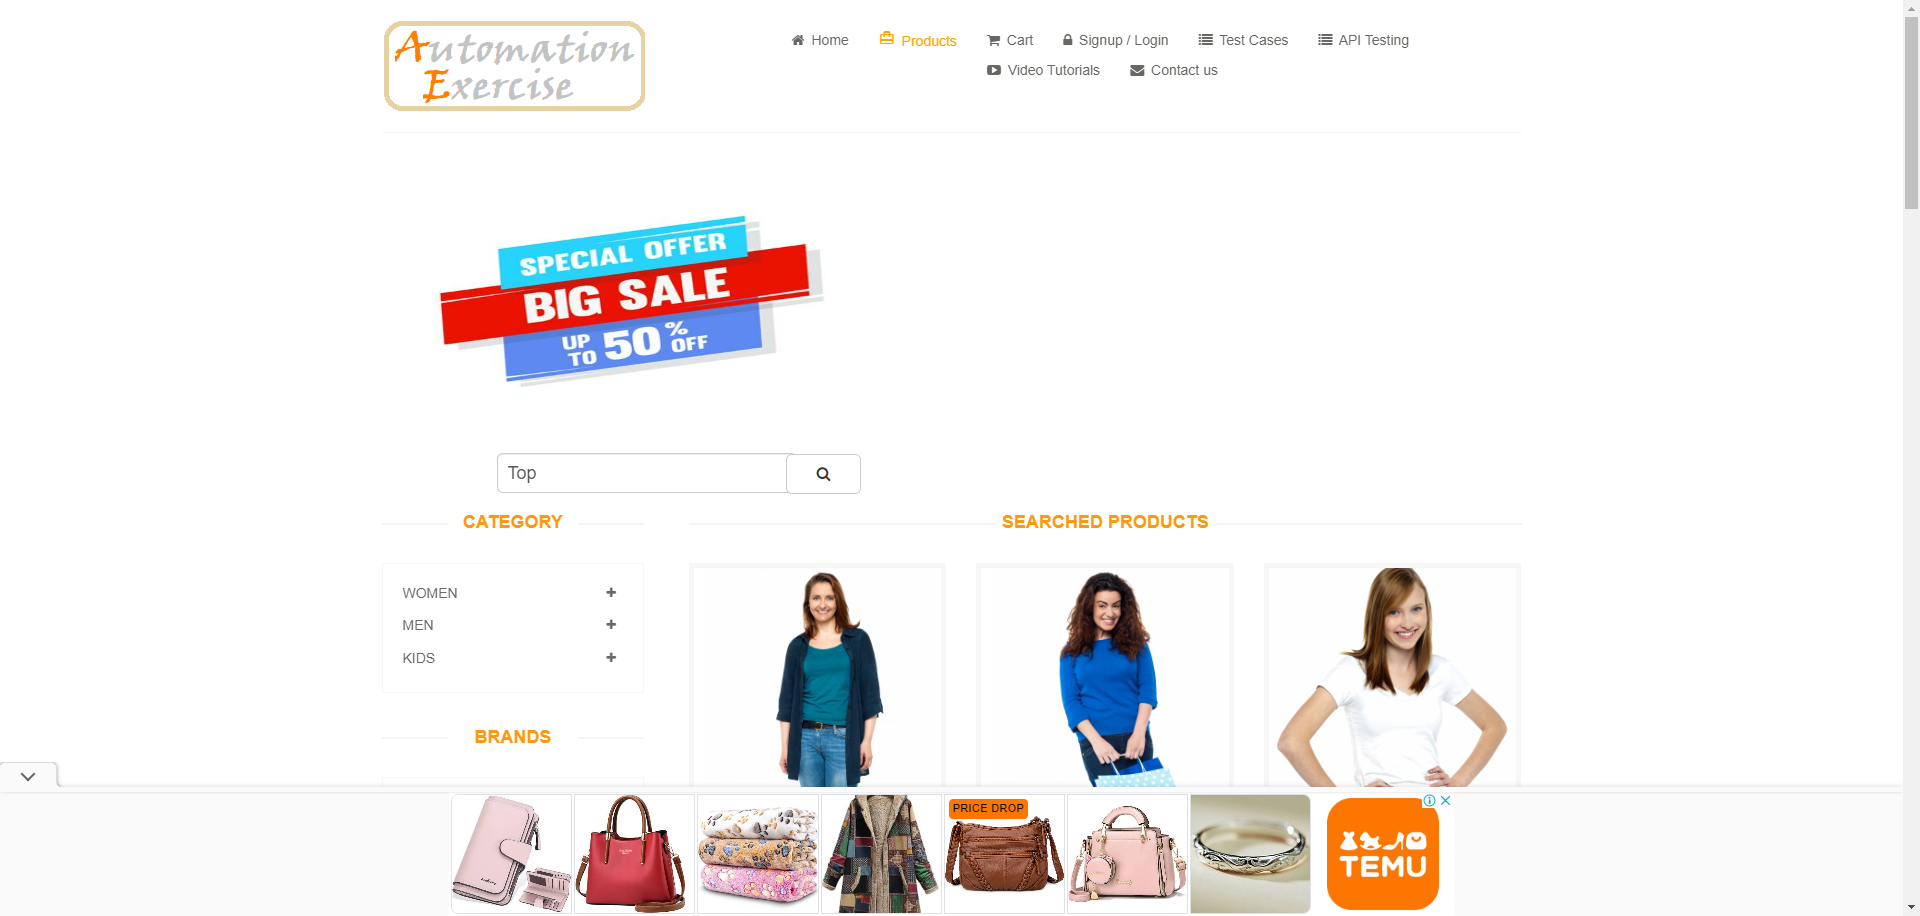 Automation
Exercise
Home
Products
Cart
Signup / Login
Test Cases
API Testing
Video Tutorials
Contact us
SPECIAL OFFER
BIG SALE
UP TO 50% OFF
Top
CATEGORY
WOMEN
MEN
KIDS
BRANDS
SEARCHED PRODUCTS
PRICE DROP
TEMU